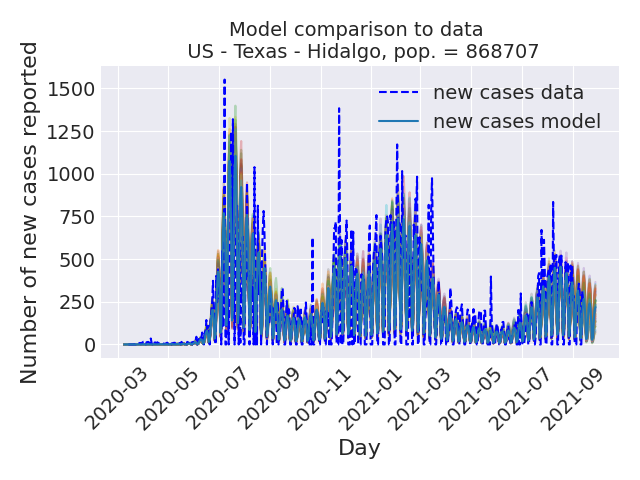 Model comparison to data
US - Texas - Hidalgo, pop. = 868707
Number of new cases reported
1500
1250
1000
750
500
250
0
new cases data
new cases model
2020-03
2020-05
2020-07
2020-09
2020-11
2021-01
2021-03
2021-05
2021-07
2021-09
Day